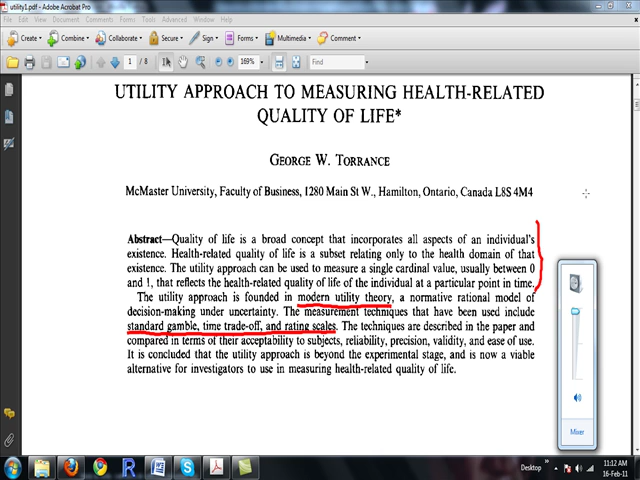 utility1.pdf - Adobe Acrobat Pro
File Edit View Document Comments Forms Tools Advanced Window Help
Create Combine Collaborate Secure Sign Forms Multimedia Comment
1 / 8 169% Find
UTILITY APPROACH TO MEASURING HEALTH-RELATED
QUALITY OF LIFE*
GEORGE W. TORRANCE
McMaster University, Faculty of Business, 1280 Main St W., Hamilton, Ontario, Canada L8S 4M4
Abstract—Quality of life is a broad concept that incorporates all aspects of an individual's
existence. Health-related quality of life is a subset relating only to the health domain of that
existence. The utility approach can be used to measure a single cardinal value, usually between 0
and 1, that reflects the health-related quality of life of the individual at a particular point in time.
The utility approach is founded in modern utility theory, a normative rational model of
decision-making under uncertainty. The measurement techniques that have been used include
standard gamble, time trade-off, and rating scales. The techniques are described in the paper and
compared in terms of their acceptability to subjects, reliability, precision, validity, and ease of use.
It is concluded that the utility approach is beyond the experimental stage, and is now a viable
alternative for investigators to use in measuring health-related quality of life.
Mixer
Desktop
11:12 AM
16-Feb-11